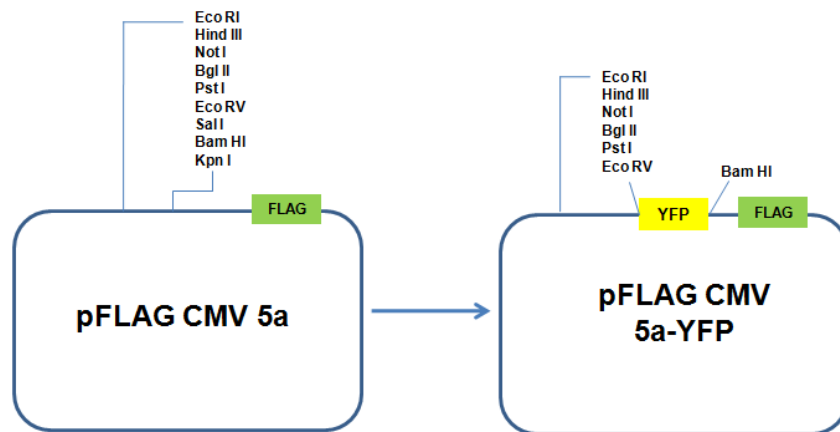 Eco RI
Hind III
Not I
Bgl II
Pst I
Eco RV
Sal I
Bam HI
Kpn I
FLAG
pFLAG CMV 5a
Eco RI
Hind III
Not I
Bgl II
Pst I
Eco RV
Bam HI
YFP
FLAG
pFLAG CMV
5a-YFP